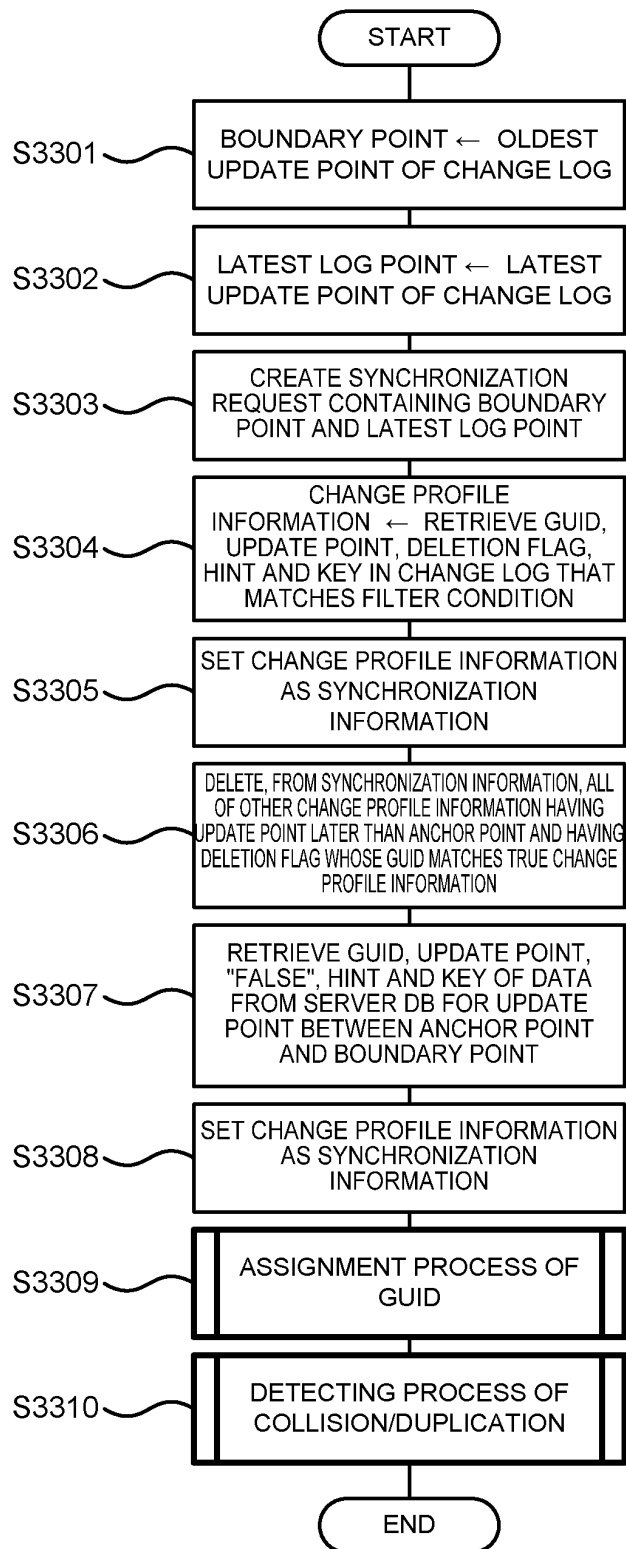 START
S3301
BOUNDARY POINT ← OLDEST
UPDATE POINT OF CHANGE LOG
S3302
LATEST LOG POINT ← LATEST
UPDATE POINT OF CHANGE LOG
S3303
CREATE SYNCHRONIZATION
REQUEST CONTAINING BOUNDARY
POINT AND LATEST LOG POINT
S3304
CHANGE PROFILE
INFORMATION ← RETRIEVE GUID,
UPDATE POINT, DELETION FLAG,
HINT AND KEY IN CHANGE LOG THAT
MATCHES FILTER CONDITION
S3305
SET CHANGE PROFILE INFORMATION
AS SYNCHRONIZATION
INFORMATION
S3306
DELETE, FROM SYNCHRONIZATION INFORMATION, ALL
OF OTHER CHANGE PROFILE INFORMATION HAVING
UPDATE POINT LATER THAN ANCHOR POINT AND HAVING
DELETION FLAG WHOSE GUID MATCHES TRUE CHANGE
PROFILE INFORMATION
S3307
RETRIEVE GUID, UPDATE POINT,
"FALSE", HINT AND KEY OF DATA
FROM SERVER DB FOR UPDATE
POINT BETWEEN ANCHOR POINT
AND BOUNDARY POINT
S3308
SET CHANGE PROFILE INFORMATION
AS SYNCHRONIZATION
INFORMATION
S3309
ASSIGNMENT PROCESS OF
GUID
S3310
DETECTING PROCESS OF
COLLISION/DUPLICATION
END